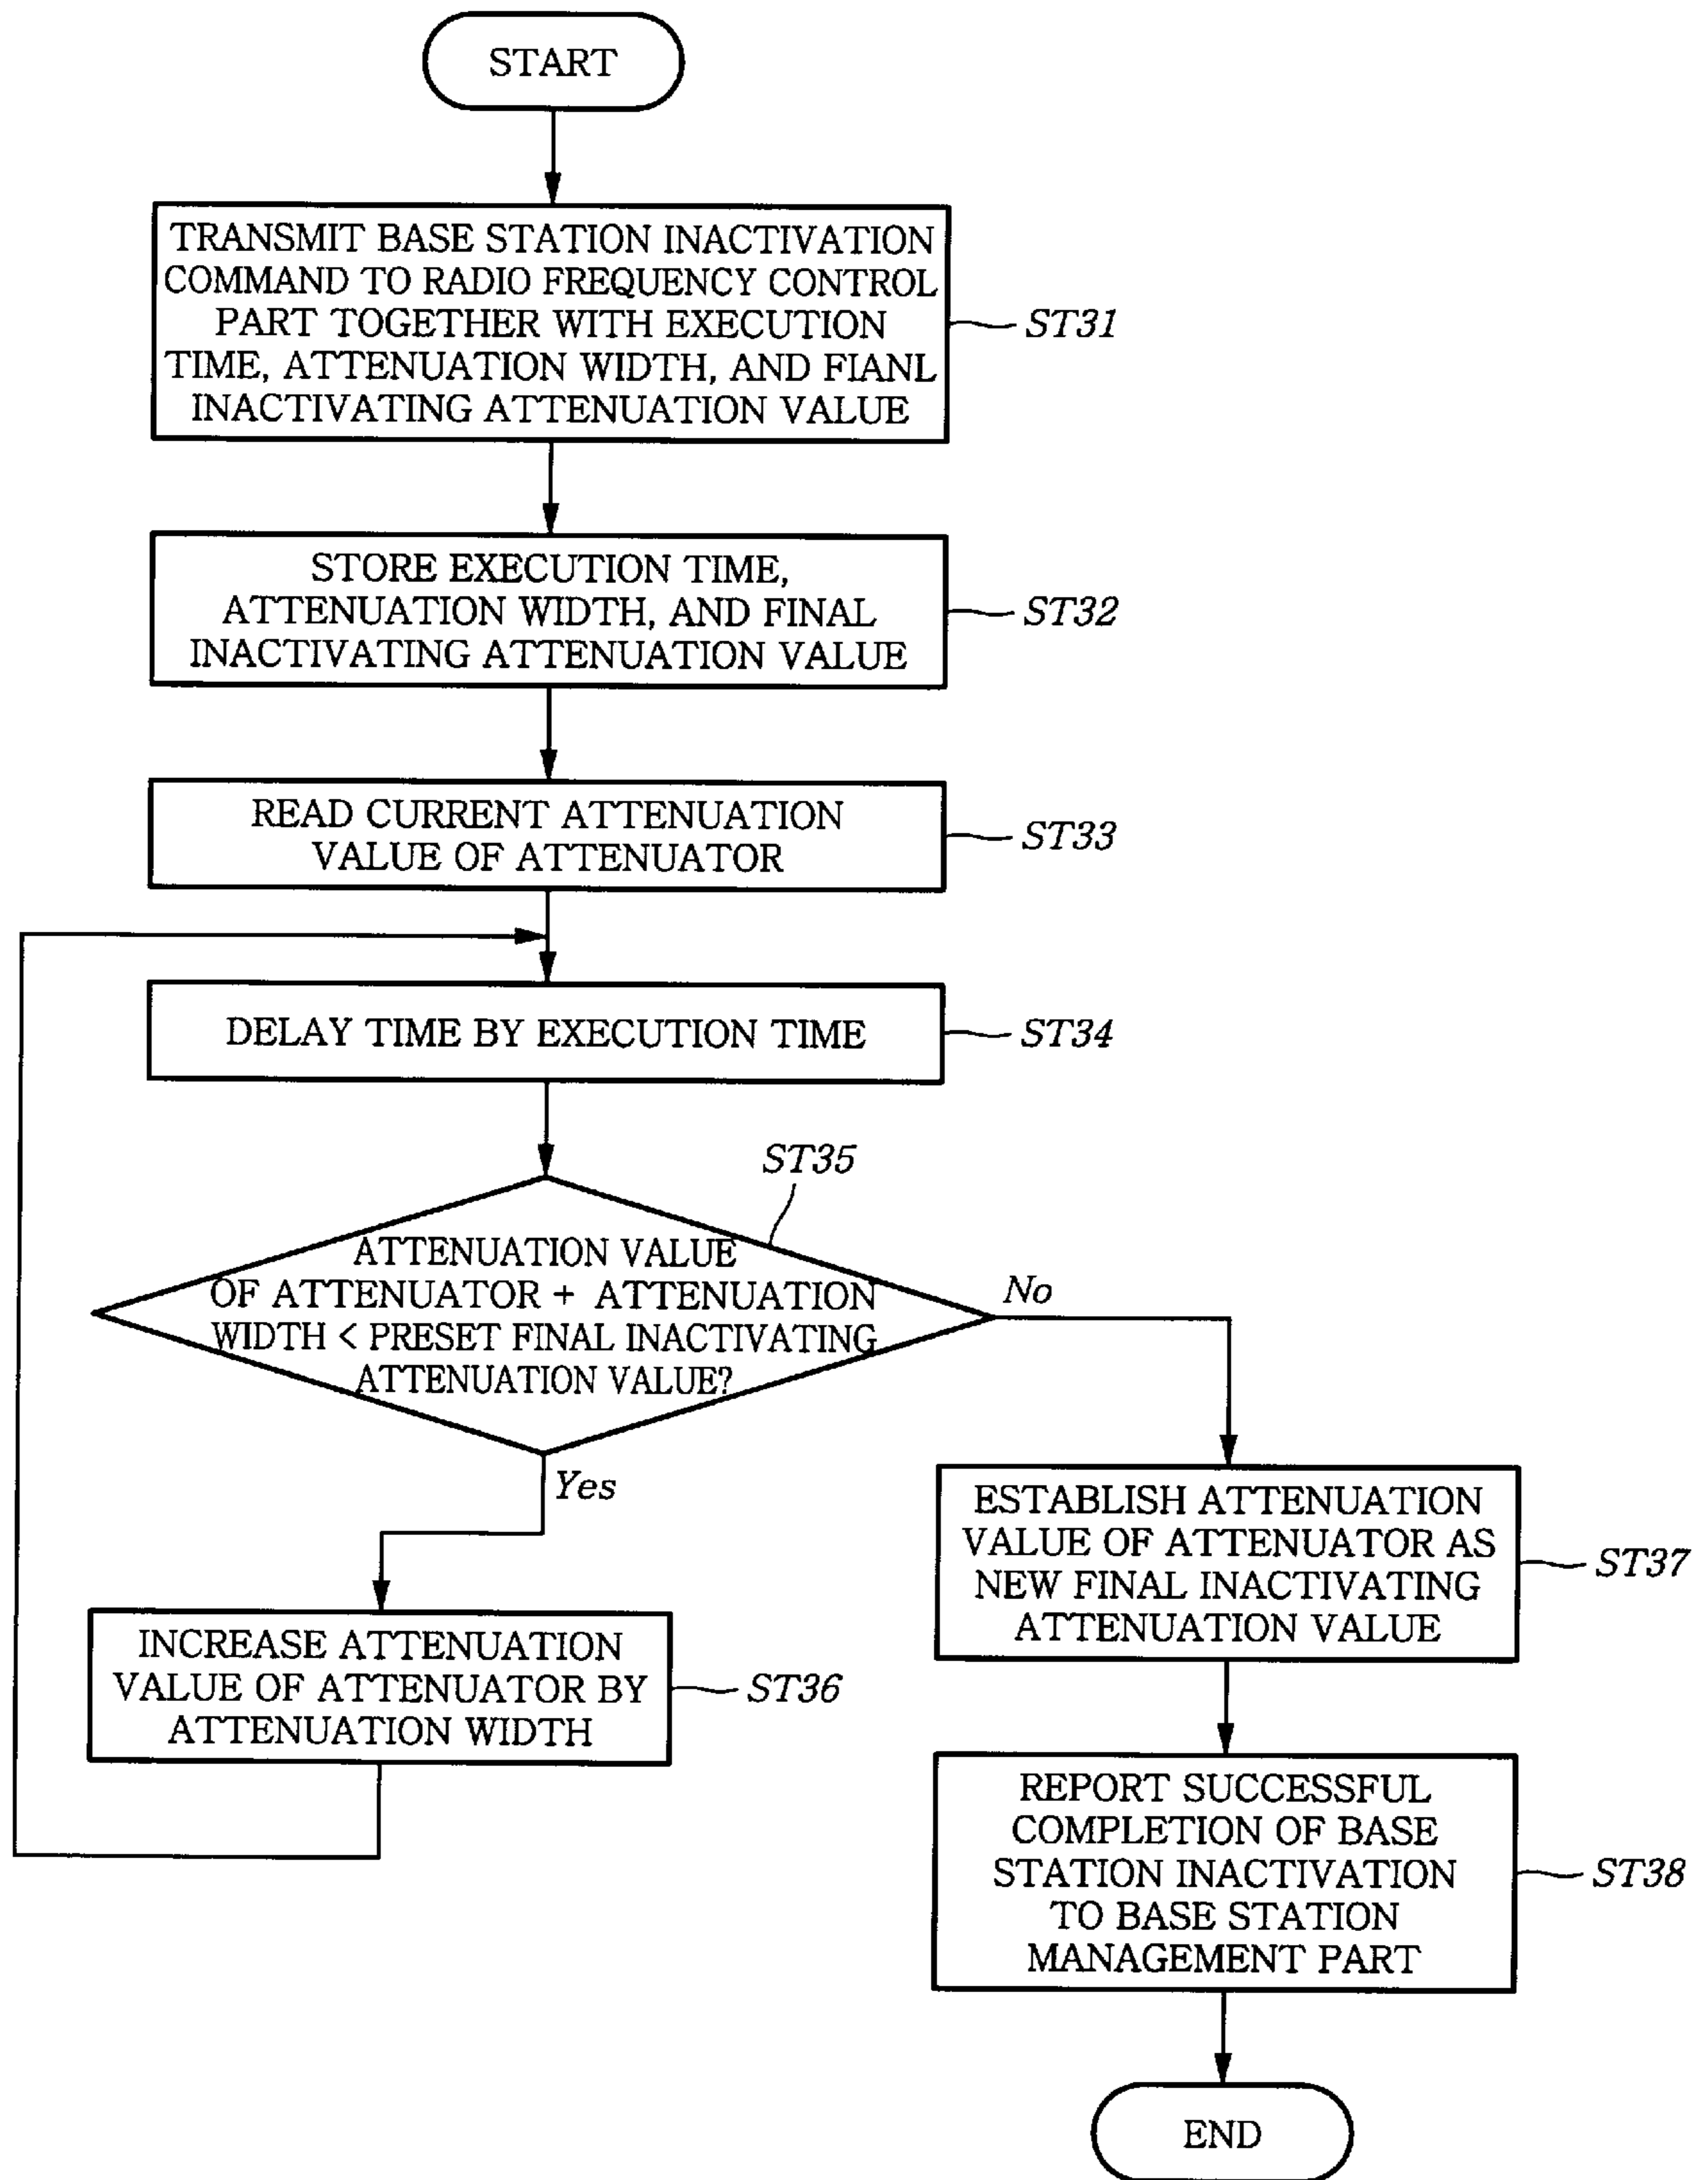 START
TRANSMIT BASE STATION INACTIVATION
COMMAND TO RADIO FREQUENCY CONTROL
PART TOGETHER WITH EXECUTION
TIME, ATTENUATION WIDTH, AND FIANL
INACTIVATING ATTENUATION VALUE
ST31
STORE EXECUTION TIME,
ATTENUATION WIDTH, AND FINAL
INACTIVATING ATTENUATION VALUE
ST32
READ CURRENT ATTENUATION
VALUE OF ATTENUATOR
ST33
DELAY TIME BY EXECUTION TIME
ST34
ST35
ATTENUATION VALUE
OF ATTENUATOR + ATTENUATION
WIDTH < PRESET FINAL INACTIVATING
ATTENUATION VALUE?
No
Yes
INCREASE ATTENUATION
VALUE OF ATTENUATOR BY
ATTENUATION WIDTH
ST36
ESTABLISH ATTENUATION
VALUE OF ATTENUATOR AS
NEW FINAL INACTIVATING
ATTENUATION VALUE
ST37
REPORT SUCCESSFUL
COMPLETION OF BASE
STATION INACTIVATION
TO BASE STATION
MANAGEMENT PART
ST38
END